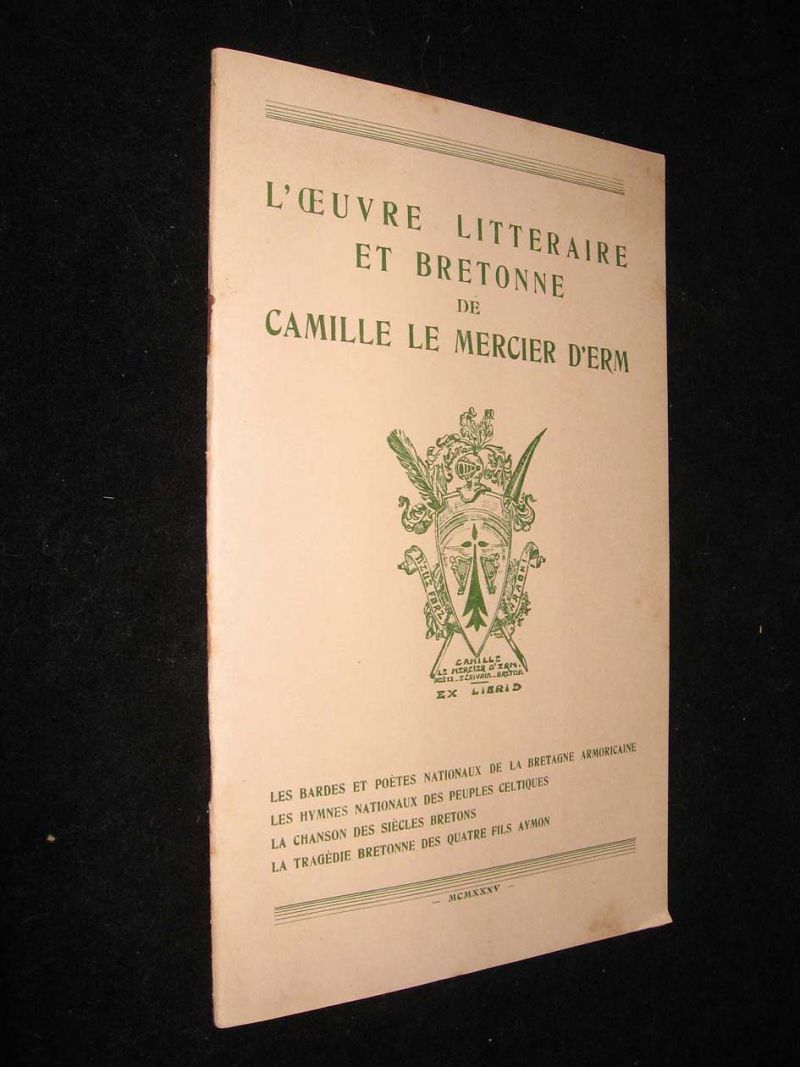 L'ŒUVRE LITTERAIRE
ET BRETONNE
DE
CAMILLE LE MERCIER D'ERM
CAMILLE
LE MERCIER D'ERM.
EX LIBRIS
LES BARDES ET POÈTES NATIONAUX DE LA BRETAGNE ARMORICAINE
LES HYMNES NATIONAUX DES PEUPLES CELTIQUES
LA CHANSON DES SIÈCLES BRETONS
LA TRAGÉDIE BRETONNE DES QUATRE FILS AYMON
– MCMXXXV –